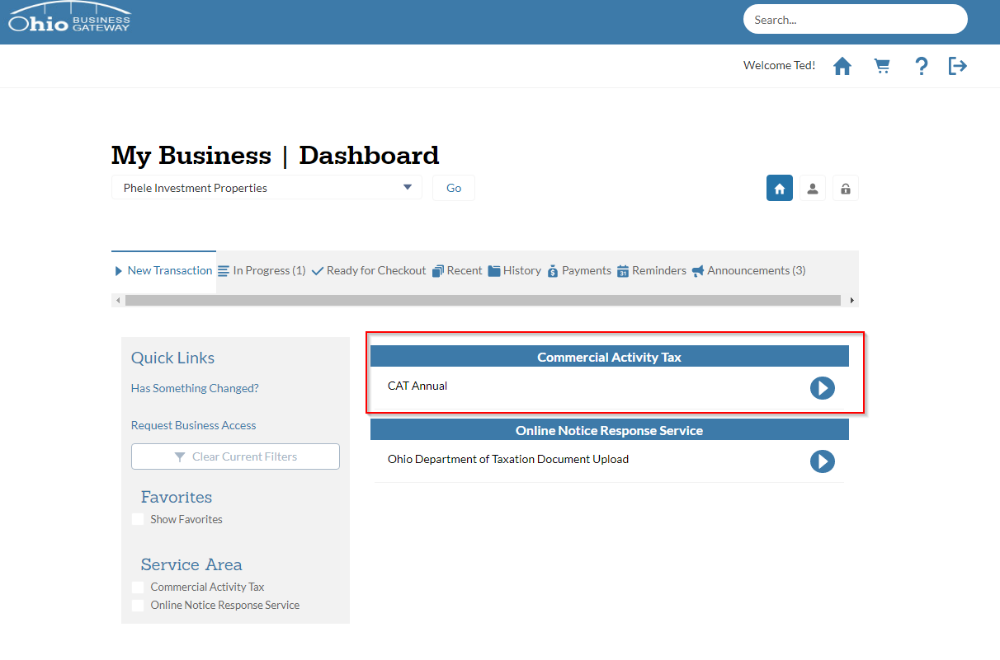 Ohio BUSINESS GATEWAY
Search...
Welcome Ted!
My Business | Dashboard
Phele Investment Properties
Go
New Transaction In Progress (1) Ready for Checkout Recent History Payments Reminders Announcements (3)
Quick Links
Has Something Changed?
Request Business Access
Clear Current Filters
Favorites
Show Favorites
Service Area
Commercial Activity Tax
Online Notice Response Service
Commercial Activity Tax
CAT Annual
Online Notice Response Service
Ohio Department of Taxation Document Upload